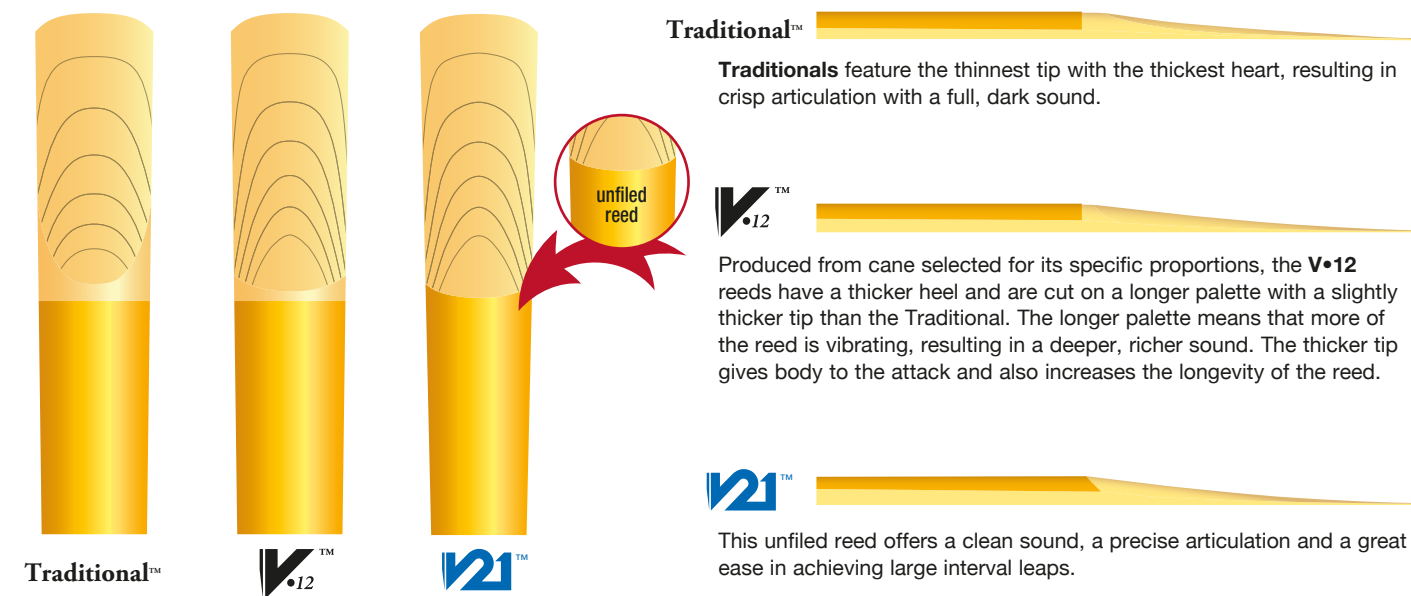 Traditional™
Traditionals feature the thinnest tip with the thickest heart, resulting in
crisp articulation with a full, dark sound.
unfiled
reed
V•12™
Produced from cane selected for its specific proportions, the V•12
reeds have a thicker heel and are cut on a longer palette with a slightly
thicker tip than the Traditional. The longer palette means that more of
the reed is vibrating, resulting in a deeper, richer sound. The thicker tip
gives body to the attack and also increases the longevity of the reed.
V21™
This unfiled reed offers a clean sound, a precise articulation and a great
ease in achieving large interval leaps.
Traditional™
V•12™
V21™